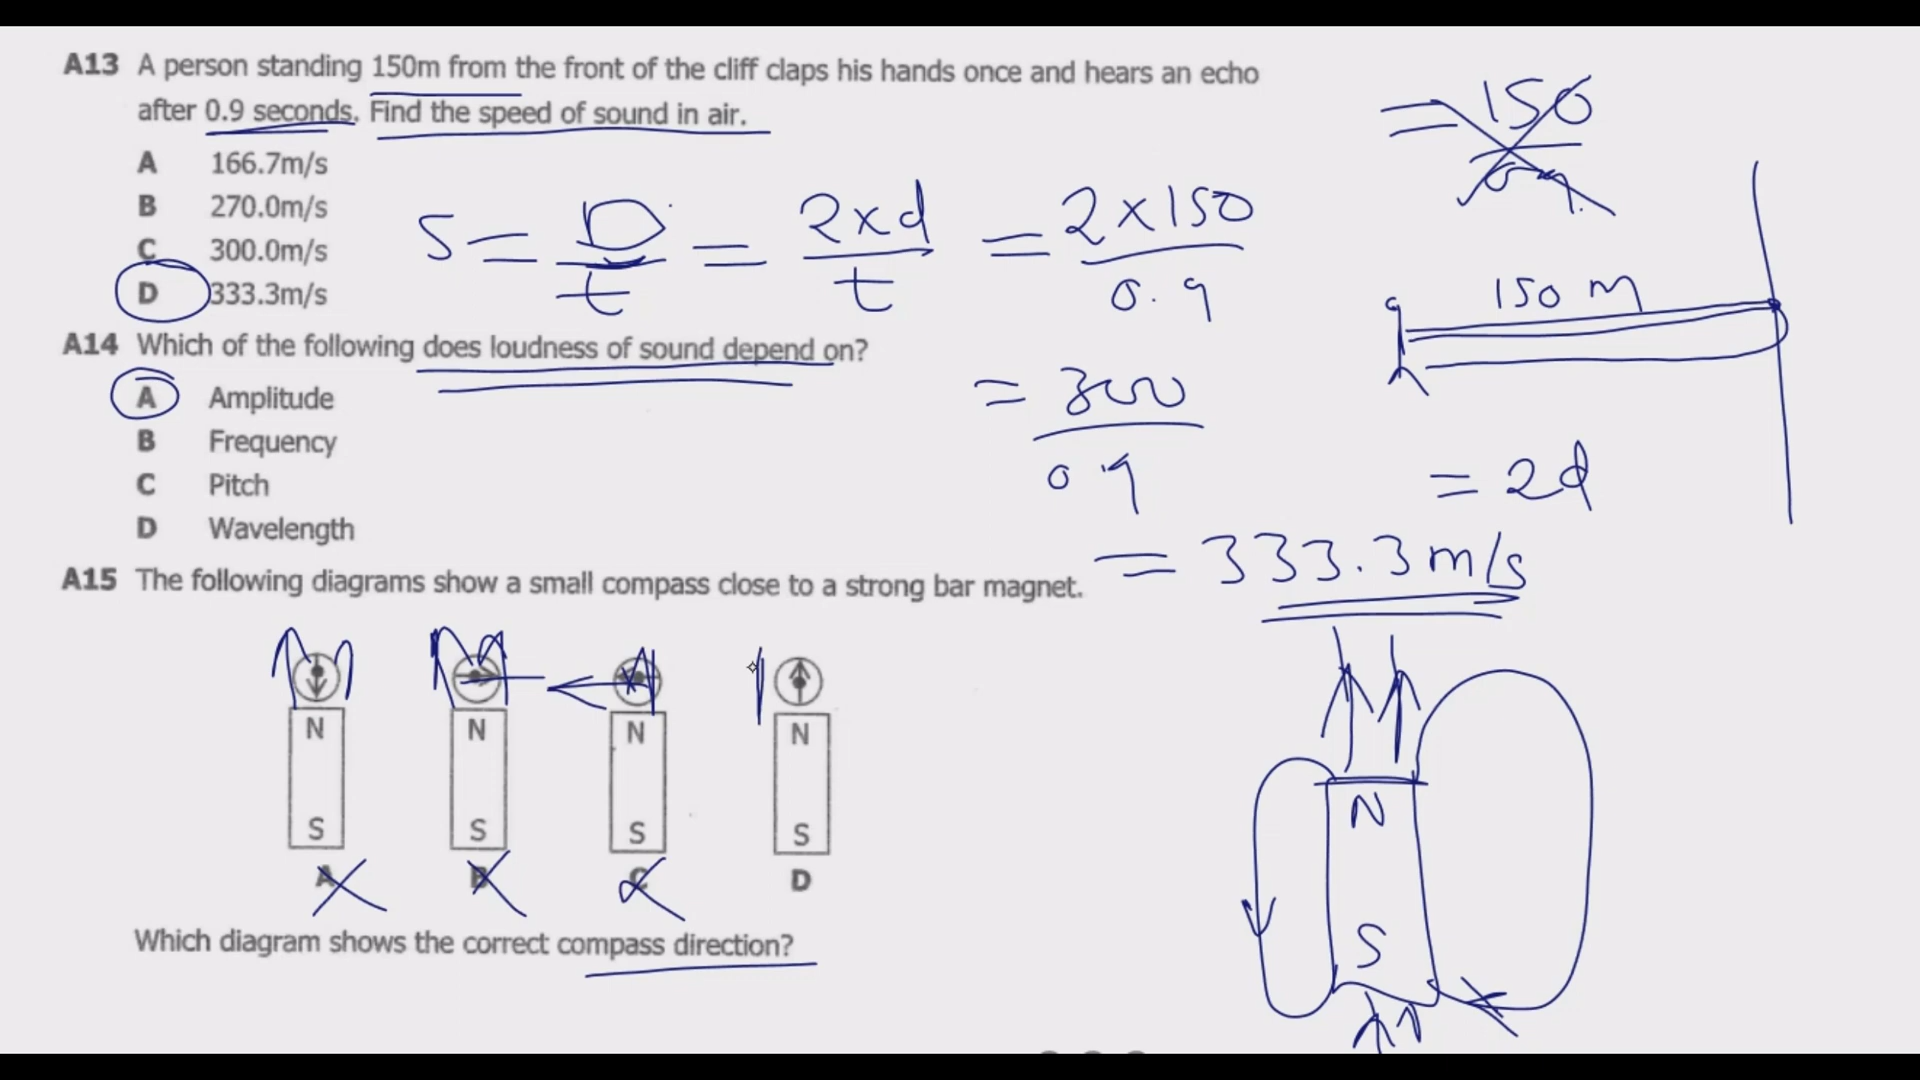 A13 A person standing 150m from the front of the cliff claps his hands once and hears an echo
after 0.9 seconds. Find the speed of sound in air.
A 166.7m/s
B 270.0m/s
C 300.0m/s
D 333.3m/s
S = D/t = 2xd/t = 2x150/0.9
= 300/0.9
= 333.3 m/s
= 150/0.9
150 M
= 2d
A14 Which of the following does loudness of sound depend on?
A Amplitude
B Frequency
C Pitch
D Wavelength
A15 The following diagrams show a small compass close to a strong bar magnet.
N N N N
S S S S
A B C D
Which diagram shows the correct compass direction?
N
S